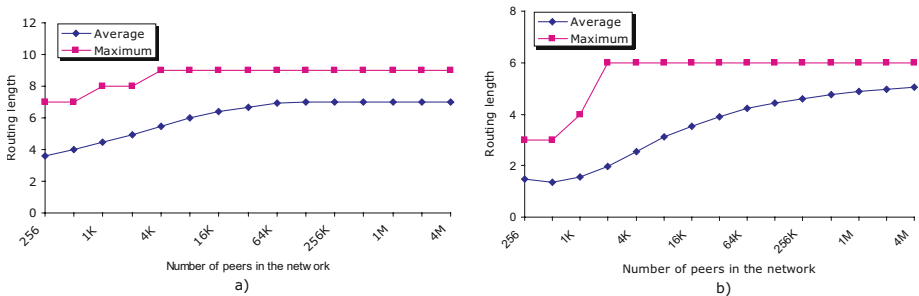 12
10
8
6
4
2
0
Routing length
Average
Maximum
256
1K
4K
16K
64K
256K
1M
4M
Number of peers in the network
a)
8
6
4
2
0
Routing length
Average
Maximum
256
1K
4K
16K
64K
256K
1M
4M
Number of peers in the network
b)